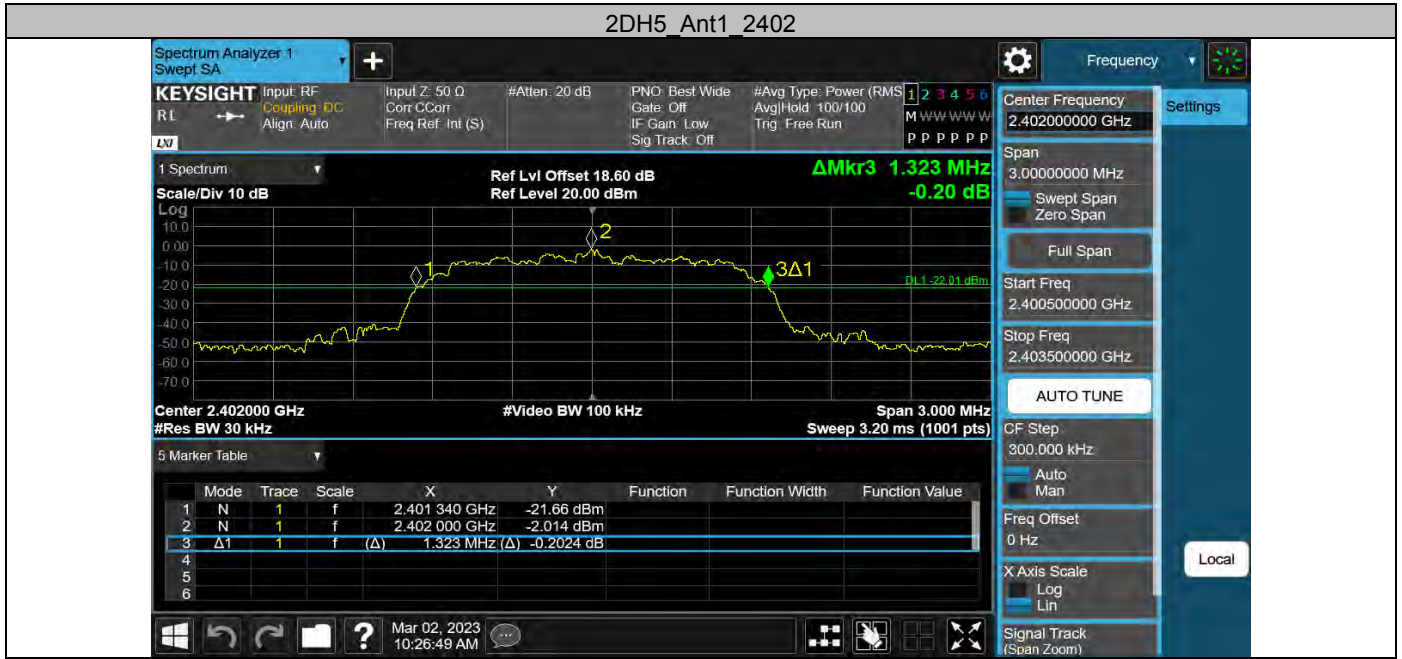 2DH5_Ant1_2402
Spectrum Analyzer 1
Swept SA
+
Frequency
KEYSIGHT
RL
LXI
Input: RF
Coupling: DC
Align: Auto
Input Z: 50 Ω
Corr CCorr
Freq Ref: Int (S)
#Atten: 20 dB
PNO: Best Wide
Gate: Off
IF Gain: Low
Sig Track: Off
#Avg Type: Power (RMS
Avg|Hold: 100/100
Trig: Free Run
1 2 3 4 5 6
M W W W W W
P P P P P P
Center Frequency
2.402000000 GHz
Settings
1 Spectrum
Scale/Div 10 dB
Ref Lvl Offset 18.60 dB
Ref Level 20.00 dBm
ΔMkr3 1.323 MHz
-0.20 dB
Log
10.0
0.00
-10.0
-20.0
-30.0
-40.0
-50.0
-60.0
-70.0
1
2
3Δ1
DL1 -22.01 dBm
Center 2.402000 GHz
#Res BW 30 kHz
#Video BW 100 kHz
Span 3.000 MHz
Sweep 3.20 ms (1001 pts)
Span
3.00000000 MHz
Swept Span
Zero Span
Full Span
Start Freq
2.400500000 GHz
Stop Freq
2.403500000 GHz
AUTO TUNE
CF Step
300.000 kHz
Auto
Man
Freq Offset
0 Hz
X Axis Scale
Log
Lin
Signal Track
(Span Zoom)
Local
5 Marker Table
Mode Trace Scale X Y Function Function Width Function Value
1 N 1 f 2.401 340 GHz -21.66 dBm
2 N 1 f 2.402 000 GHz -2.014 dBm
3 Δ1 1 f (Δ) 1.323 MHz (Δ) -0.2024 dB
4
5
6
?
Mar 02, 2023
10:26:49 AM